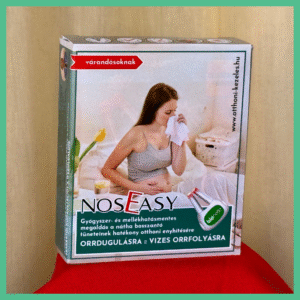 várandósoknak
www.otthoni-kezeles.hu
NOSEASY
Gyógyszer- és mellékhatásmentes
megoldás a nátha bosszantó
tüneteinek hatékony otthoni enyhítésére
ORRDUGULÁSRA ÉS VIZES ORRFOLYÁSRA